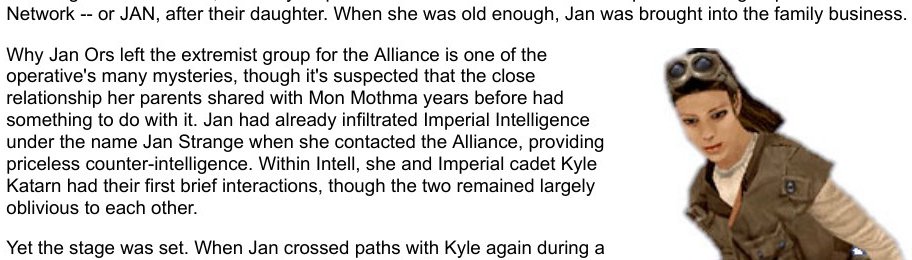 Network -- or JAN, after their daughter. When she was old enough, Jan was brought into the family business.
Why Jan Ors left the extremist group for the Alliance is one of the
operative's many mysteries, though it's suspected that the close
relationship her parents shared with Mon Mothma years before had
something to do with it. Jan had already infiltrated Imperial Intelligence
under the name Jan Strange when she contacted the Alliance, providing
priceless counter-intelligence. Within Intell, she and Imperial cadet Kyle
Katarn had their first brief interactions, though the two remained largely
oblivious to each other.
Yet the stage was set. When Jan crossed paths with Kyle again during a